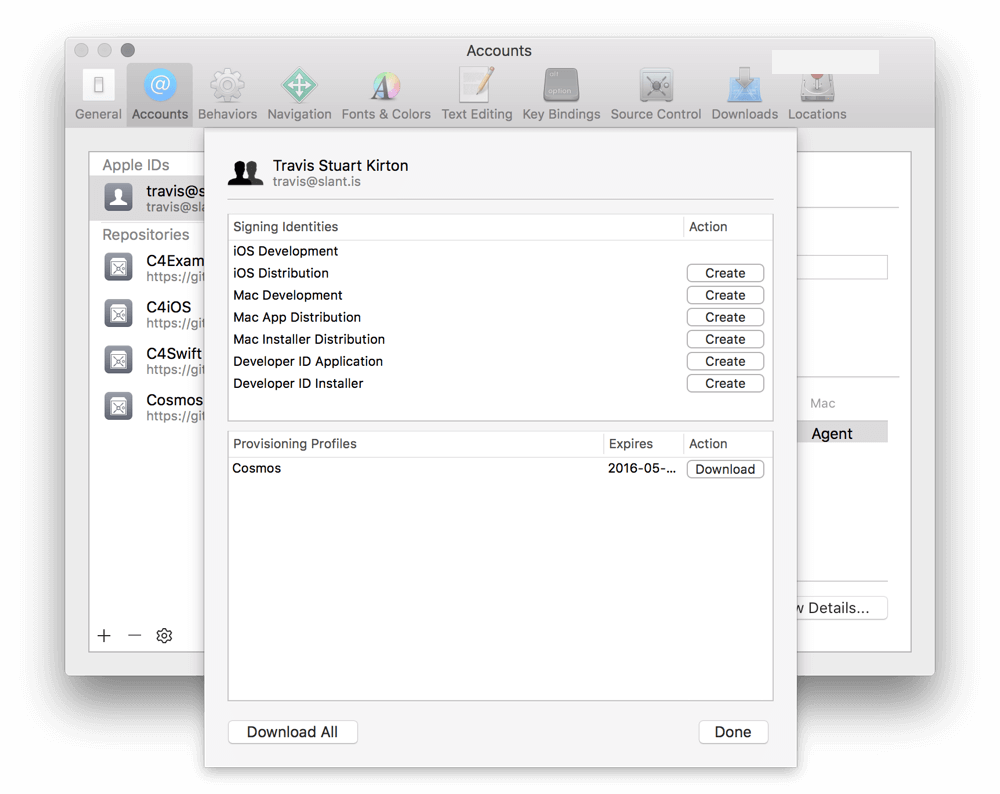 Accounts
General Accounts Behaviors Navigation Fonts & Colors Text Editing Key Bindings Source Control Downloads Locations
Apple IDs
travis@s
travis@sla
Repositories
C4Exam
https://git
C4iOS
https://git
C4Swift
https://git
Cosmos
https://git
Travis Stuart Kirton
travis@slant.is
Signing Identities Action
iOS Development
iOS Distribution Create
Mac Development Create
Mac App Distribution Create
Mac Installer Distribution Create
Developer ID Application Create
Developer ID Installer Create
Provisioning Profiles Expires Action
Cosmos 2016-05-... Download
Download All Done
Mac
Agent
w Details...